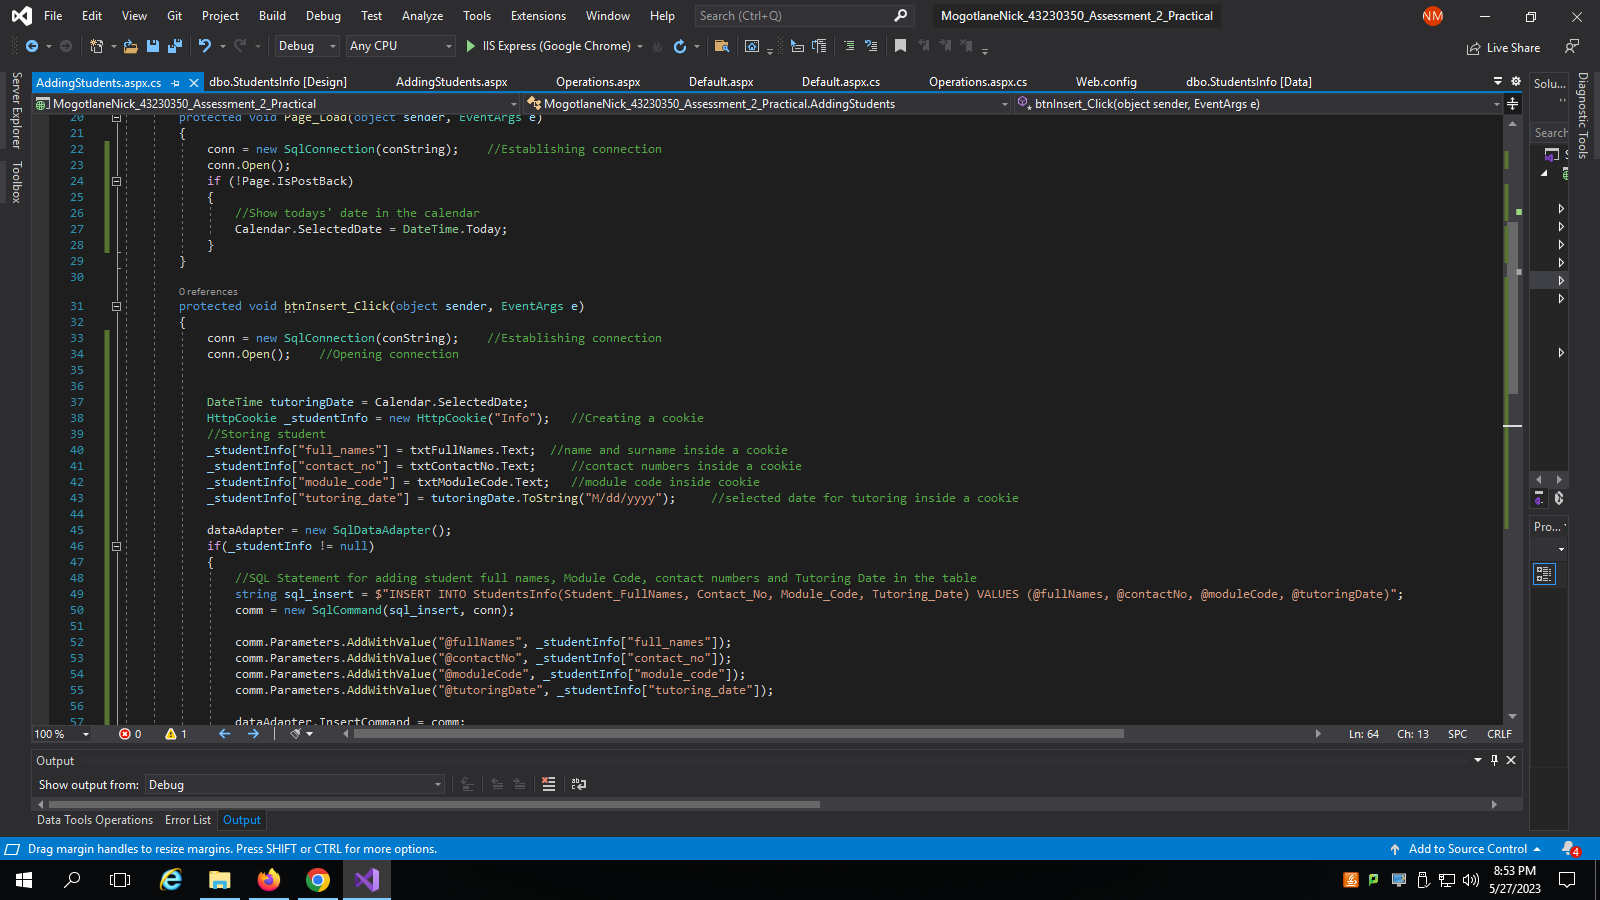 File Edit View Git Project Build Debug Test Analyze Tools Extensions Window Help Search (Ctrl+Q) MogotlaneNick_43230350_Assessment_2_Practical NM
Debug Any CPU IIS Express (Google Chrome) Live Share
AddingStudents.aspx.cs dbo.StudentsInfo [Design] AddingStudents.aspx Operations.aspx Default.aspx Default.aspx.cs Operations.aspx.cs Web.config dbo.StudentsInfo [Data] Solu...
MogotlaneNick_43230350_Assessment_2_Practical MogotlaneNick_43230350_Assessment_2_Practical.AddingStudents btnInsert_Click(object sender, EventArgs e)
Server Explorer
Toolbox
Diagnostic Tools
Search
20 protected void Page_Load(object sender, EventArgs e)
21 {
22 conn = new SqlConnection(conString); //Establishing connection
23 conn.Open();
24 if (!Page.IsPostBack)
25 {
26 //Show todays' date in the calendar
27 Calendar.SelectedDate = DateTime.Today;
28 }
29 }
30
0 references
31 protected void btnInsert_Click(object sender, EventArgs e)
32 {
33 conn = new SqlConnection(conString); //Establishing connection
34 conn.Open(); //Opening connection
35
36
37 DateTime tutoringDate = Calendar.SelectedDate;
38 HttpCookie _studentInfo = new HttpCookie("Info"); //Creating a cookie
39 //Storing student
40 _studentInfo["full_names"] = txtFullNames.Text; //name and surname inside a cookie
41 _studentInfo["contact_no"] = txtContactNo.Text; //contact numbers inside a cookie
42 _studentInfo["module_code"] = txtModuleCode.Text; //module code inside cookie
43 _studentInfo["tutoring_date"] = tutoringDate.ToString("M/dd/yyyy"); //selected date for tutoring inside a cookie
44
45 dataAdapter = new SqlDataAdapter();
46 if(_studentInfo != null)
47 {
48 //SQL Statement for adding student full names, Module Code, contact numbers and Tutoring Date in the table
49 string sql_insert = $"INSERT INTO StudentsInfo(Student_FullNames, Contact_No, Module_Code, Tutoring_Date) VALUES (@fullNames, @contactNo, @moduleCode, @tutoringDate)";
50 comm = new SqlCommand(sql_insert, conn);
51
52 comm.Parameters.AddWithValue("@fullNames", _studentInfo["full_names"]);
53 comm.Parameters.AddWithValue("@contactNo", _studentInfo["contact_no"]);
54 comm.Parameters.AddWithValue("@moduleCode", _studentInfo["module_code"]);
55 comm.Parameters.AddWithValue("@tutoringDate", _studentInfo["tutoring_date"]);
56
57 dataAdapter.InsertCommand = comm;
Pro...
100 % 0 1 Ln: 64 Ch: 13 SPC CRLF
Output
Show output from: Debug
Data Tools Operations Error List Output
Drag margin handles to resize margins. Press SHIFT or CTRL for more options. Add to Source Control 4
8:53 PM
5/27/2023